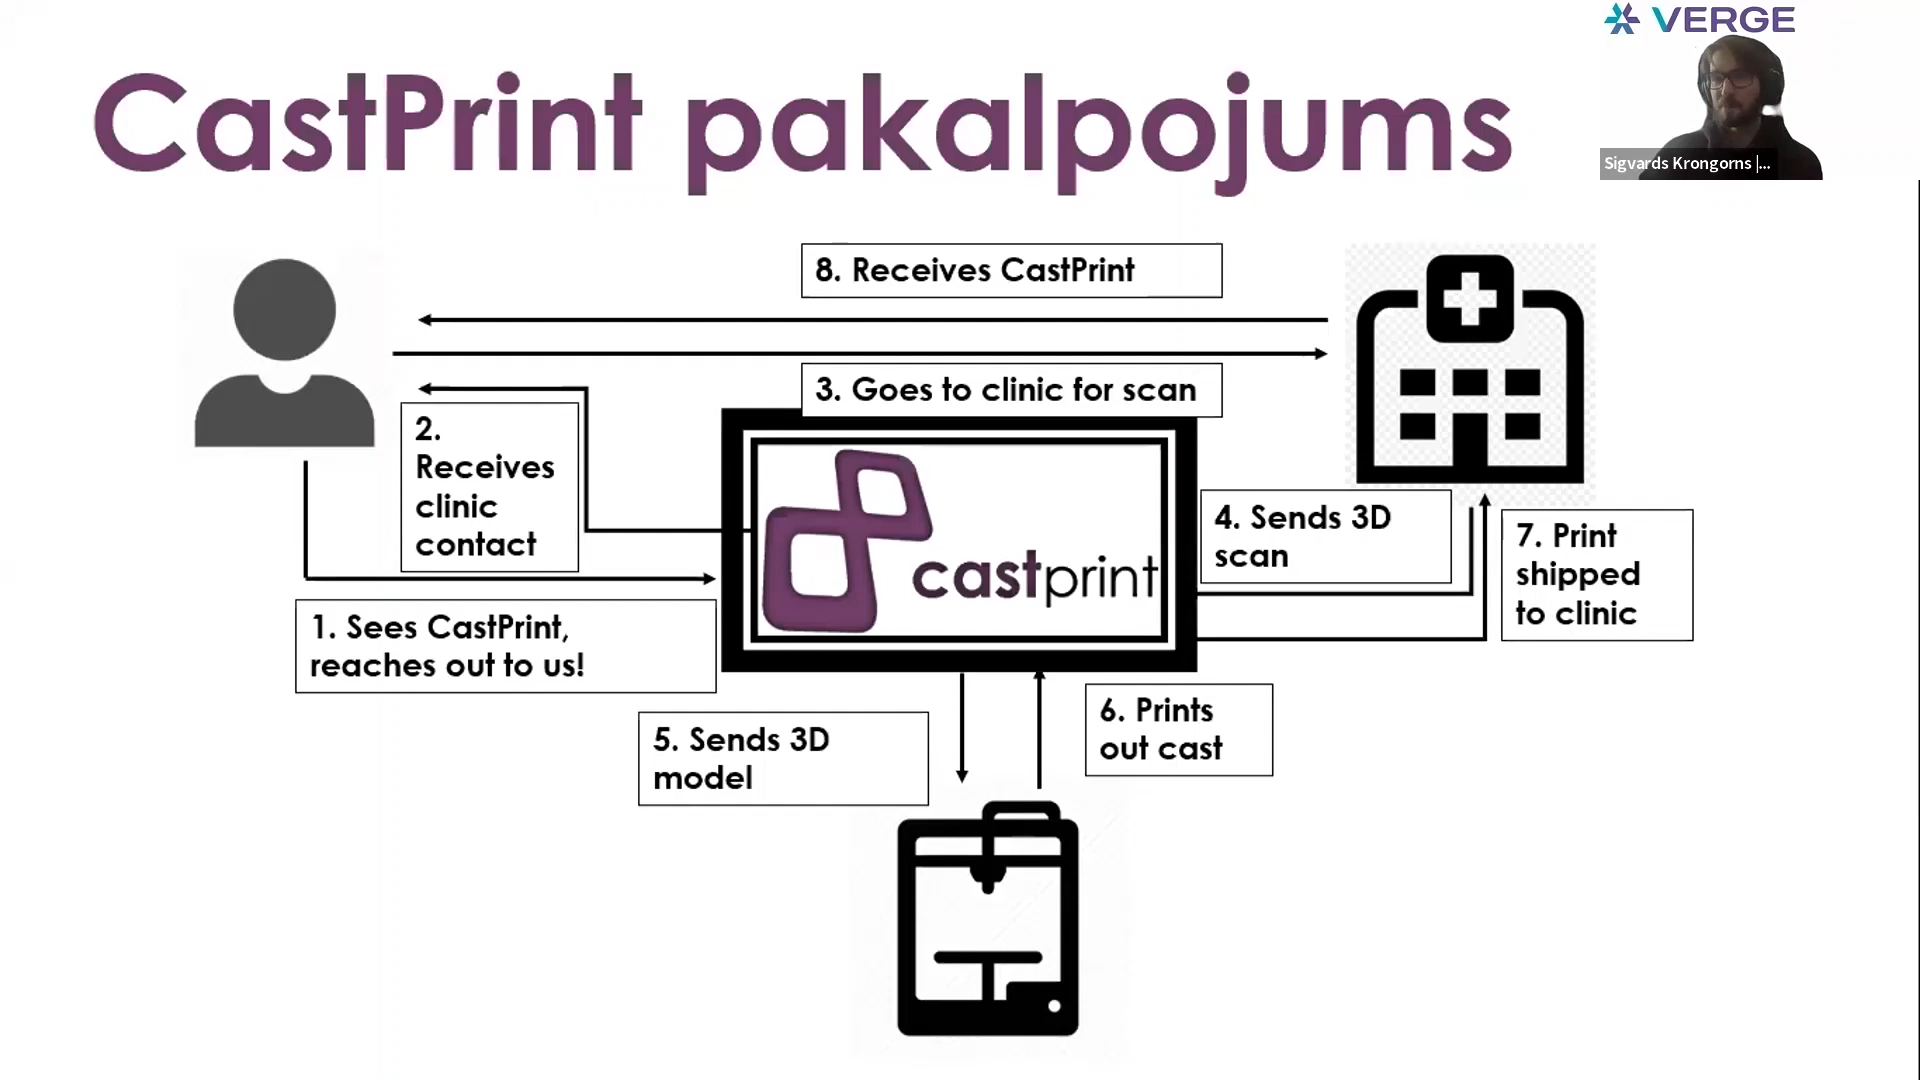 VERGE
CastPrint pakalpojums
Sigvards Krongorns |...
8. Receives CastPrint
3. Goes to clinic for scan
2.
Receives
clinic
contact
castprint
4. Sends 3D
scan
7. Print
shipped
to clinic
1. Sees CastPrint,
reaches out to us!
5. Sends 3D
model
6. Prints
out cast